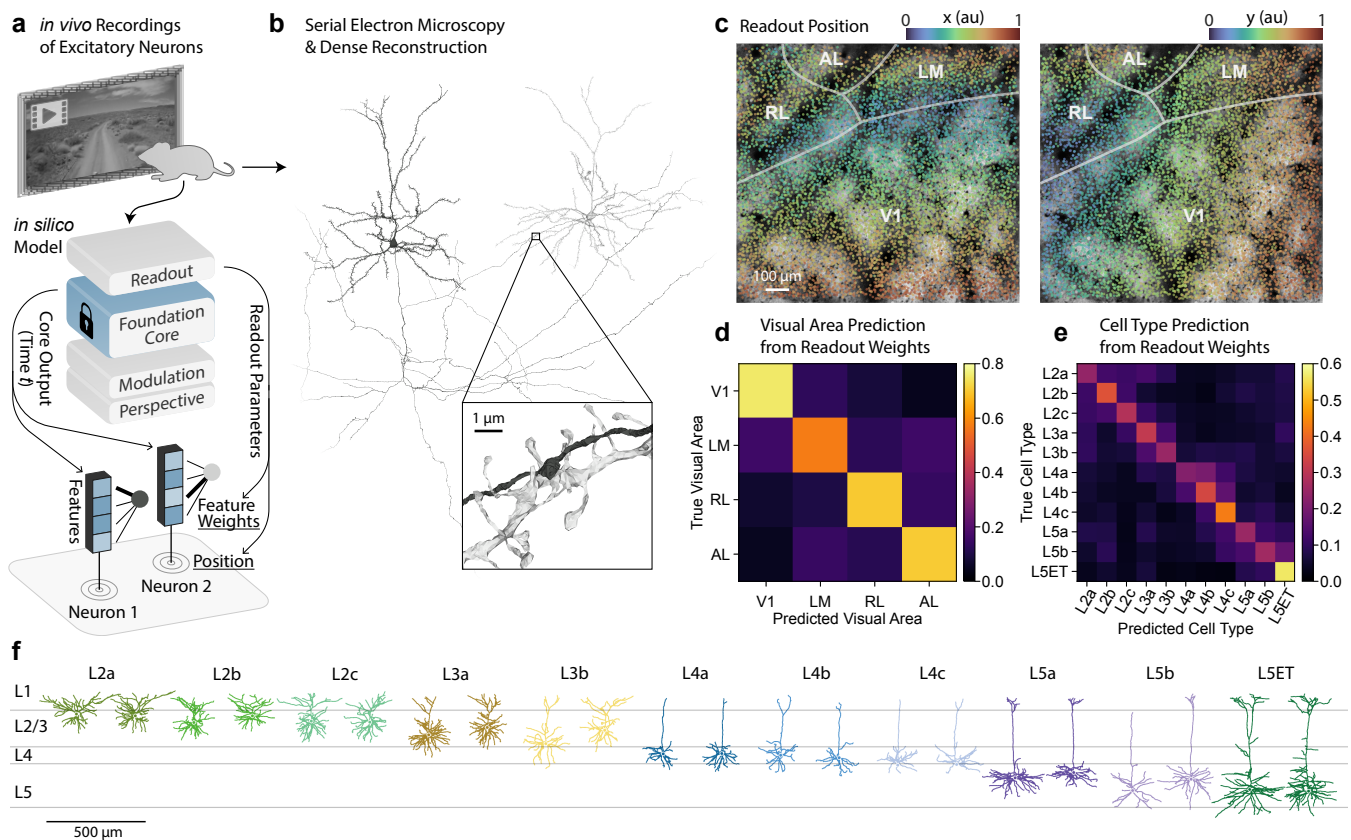 a
in vivo Recordings
of Excitatory Neurons
in silico
Model
Readout
Foundation
Core
Modulation
Perspective
Core Output
(Time t)
Readout Parameters
Features
Feature
Weights
Position
Neuron 1
Neuron 2
b
Serial Electron Microscopy
& Dense Reconstruction
1 µm
c
Readout Position
0 x (au) 1
AL
LM
RL
V1
100 µm
0 y (au) 1
AL
LM
RL
V1
d
Visual Area Prediction
from Readout Weights
True Visual Area
V1
LM
RL
AL
V1 LM RL AL
Predicted Visual Area
0.8
0.6
0.4
0.2
0.0
e
Cell Type Prediction
from Readout Weights
True Cell Type
L2a
L2b
L2c
L3a
L3b
L4a
L4b
L4c
L5a
L5b
L5ET
L2a L2b L2c L3a L3b L4a L4b L4c L5a L5b L5ET
Predicted Cell Type
0.6
0.5
0.4
0.3
0.2
0.1
0.0
f
L2a L2b L2c L3a L3b L4a L4b L4c L5a L5b L5ET
L1
L2/3
L4
L5
500 µm